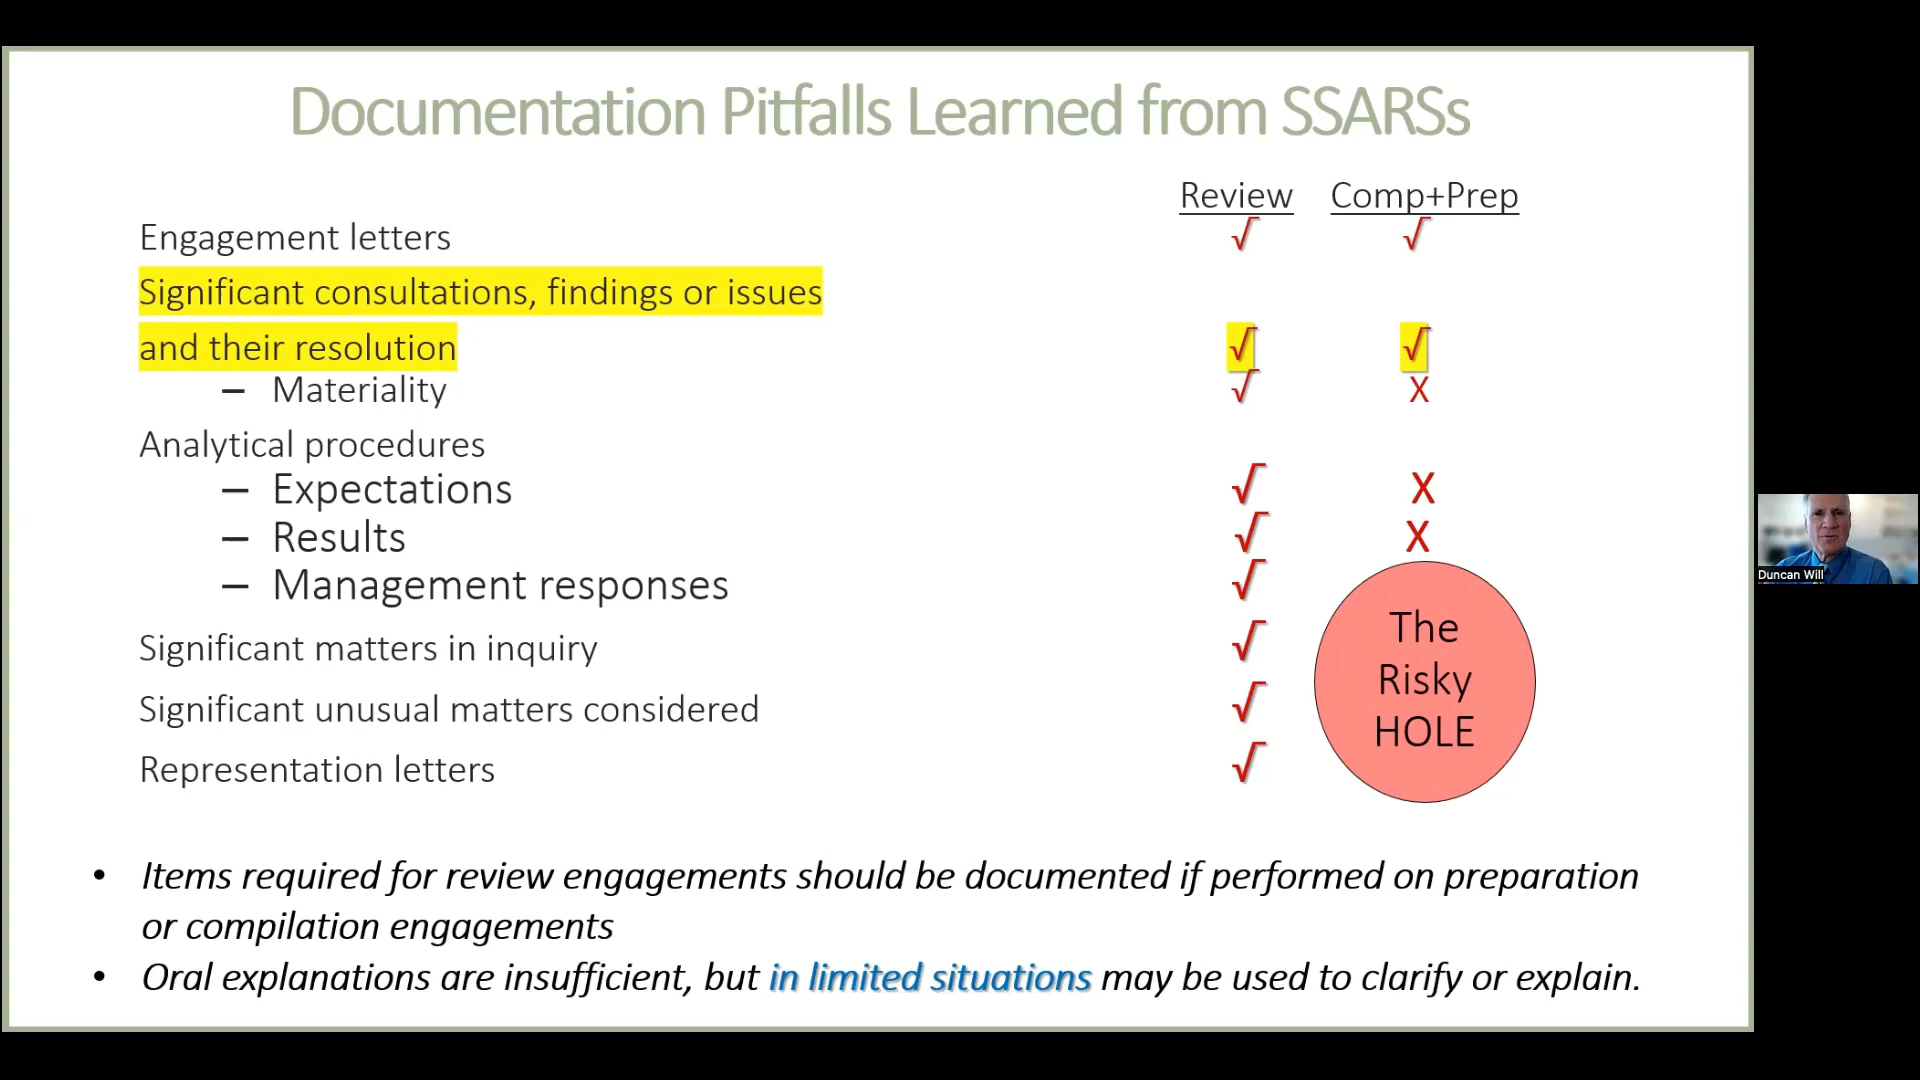 Documentation Pitfalls Learned from SSARSs
Review Comp+Prep
Engagement letters √ √
Significant consultations, findings or issues
and their resolution √ √
– Materiality √ X
Analytical procedures
– Expectations √ X
– Results √ X
– Management responses √
Significant matters in inquiry √
Significant unusual matters considered √
Representation letters √
The
Risky
HOLE
• Items required for review engagements should be documented if performed on preparation
or compilation engagements
• Oral explanations are insufficient, but in limited situations may be used to clarify or explain.
Duncan Will